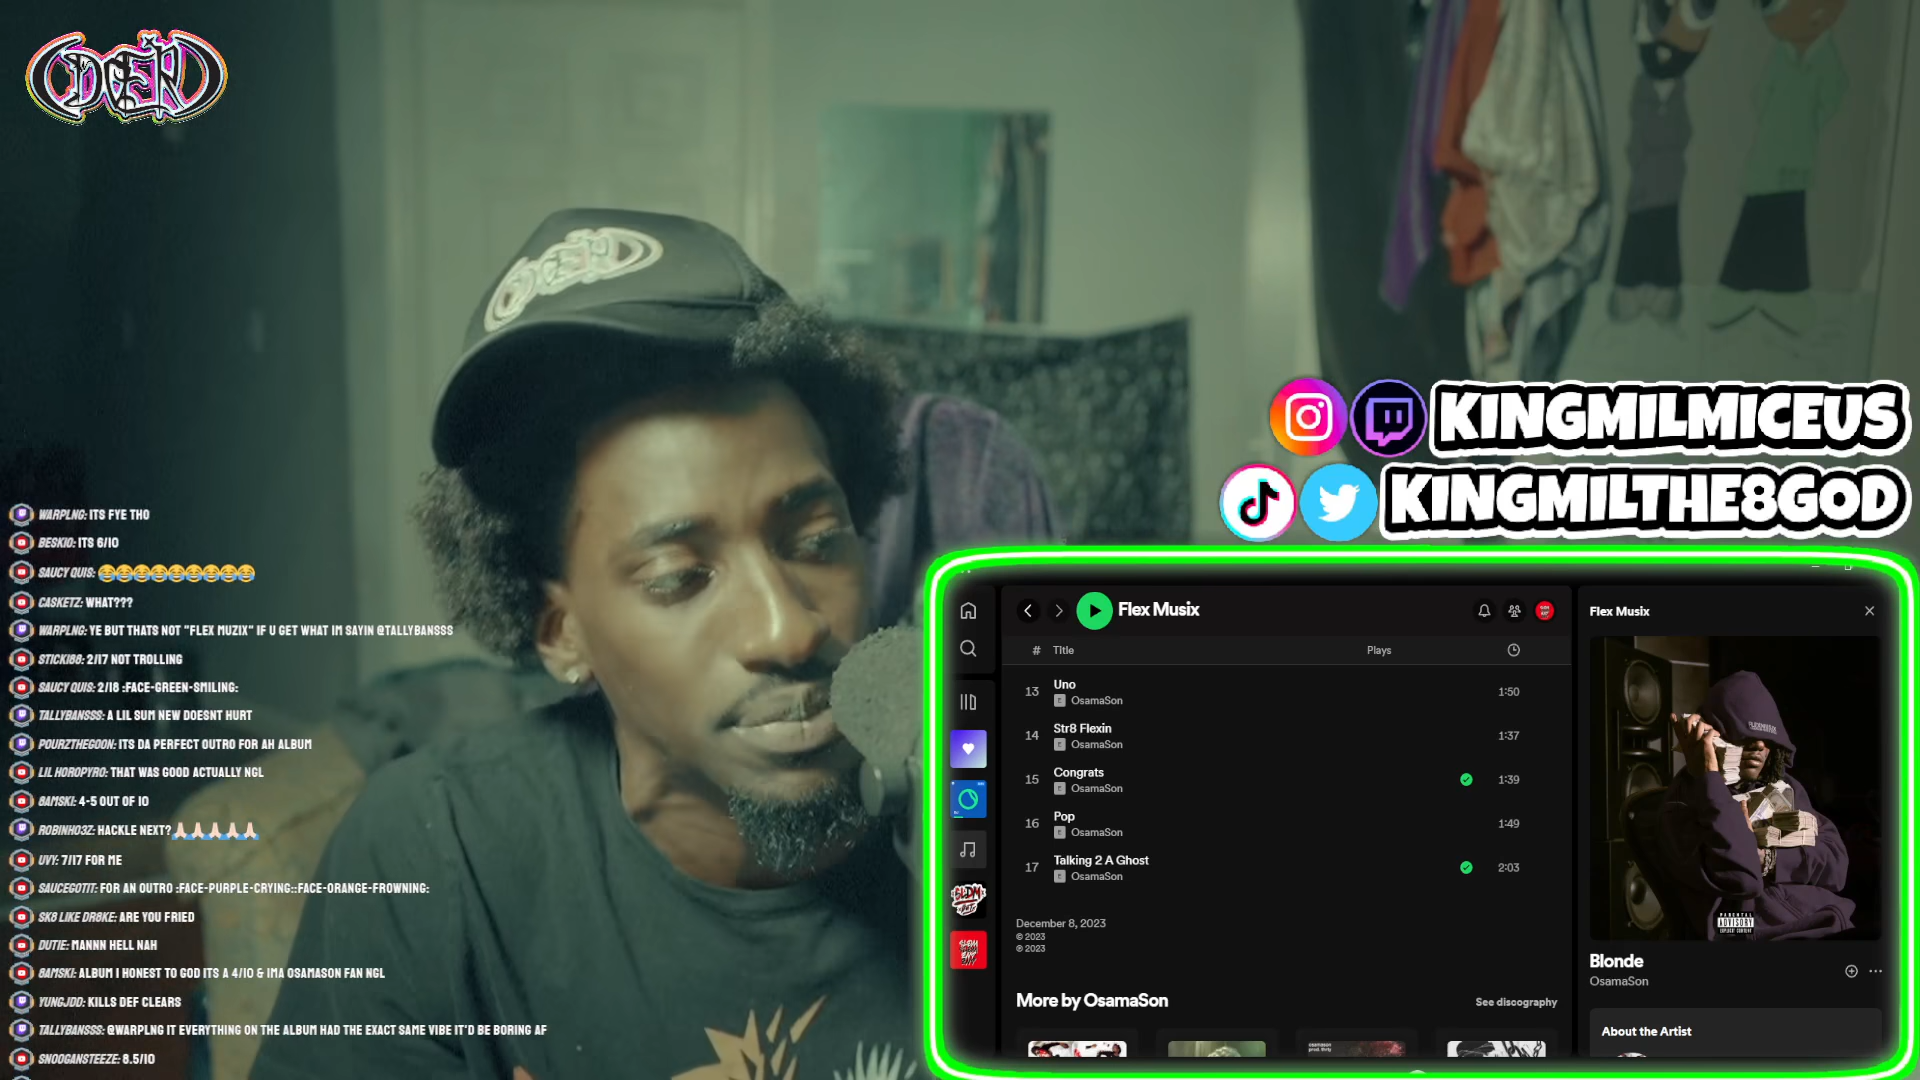 KINGMILMICEUS
KINGMILTHE8GOD
WARPLNG: ITS FYE THO
BESKIO: ITS 6/10
SAUCY QUIS: 😂😂😂😂😂😂😂😂😂
CASKETZ: WHAT???
WARPLNG: YE BUT THATS NOT "FLEX MUZIX" IF U GET WHAT IM SAYIN @TALLYBANSSS
STICKI88: 2/17 NOT TROLLING
SAUCY QUIS: 2/18 :FACE-GREEN-SMILING:
TALLYBANSSS: A LIL SUM NEW DOESNT HURT
POURZTHEGOON: ITS DA PERFECT OUTRO FOR AH ALBUM
LIL HOROPYRO: THAT WAS GOOD ACTUALLY NGL
8AMSKI: 4-5 OUT OF 10
ROBINHO3Z: HACKLE NEXT?🙏🏻🙏🏻🙏🏻🙏🏻🙏🏻
UVY: 7/17 FOR ME
SAUCEGOTIT: FOR AN OUTRO :FACE-PURPLE-CRYING::FACE-ORANGE-FROWNING:
SK8 LIKE DR8KE: ARE YOU FRIED
DUTIE: MANNN HELL NAH
8AMSKI: ALBUM I HONEST TO GOD ITS A 4/10 & IMA OSAMASON FAN NGL
YUNGJDD: KILLS DEF CLEARS
TALLYBANSSS: @WARPLNG IT EVERYTHING ON THE ALBUM HAD THE EXACT SAME VIBE IT'D BE BORING AF
SNOOGANSTEEZE: 8.5/10
Flex Musix
# Title Plays
13 Uno 1:50
E OsamaSon
14 Str8 Flexin 1:37
E OsamaSon
15 Congrats 1:39
E OsamaSon
16 Pop 1:49
E OsamaSon
17 Talking 2 A Ghost 2:03
E OsamaSon
December 8, 2023
© 2023
℗ 2023
More by OsamaSon See discography
Flex Musix
PARENTAL
ADVISORY
EXPLICIT CONTENT
Blonde
OsamaSon
About the Artist